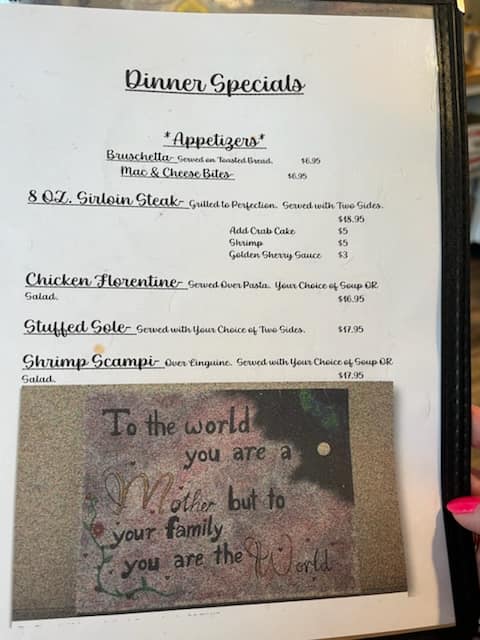 Dinner Specials
*Appetizers*
Bruschetta- Served on Toasted Bread. $6.95
Mac & Cheese Bites- $6.95
8 OZ. Sirloin Steak- Grilled to Perfection. Served with Two Sides.
$18.95
Add Crab Cake $5
Shrimp $5
Golden Sherry Sauce $3
Chicken Florentine- Served Over Pasta. Your Choice of Soup OR
Salad. $16.95
Stuffed Sole- Served with Your Choice of Two Sides. $17.95
Shrimp Scampi- Over Linguine. Served with Your Choice of Soup OR
Salad. $17.95
To the world
you are a
Mother but to
your family
you are the World